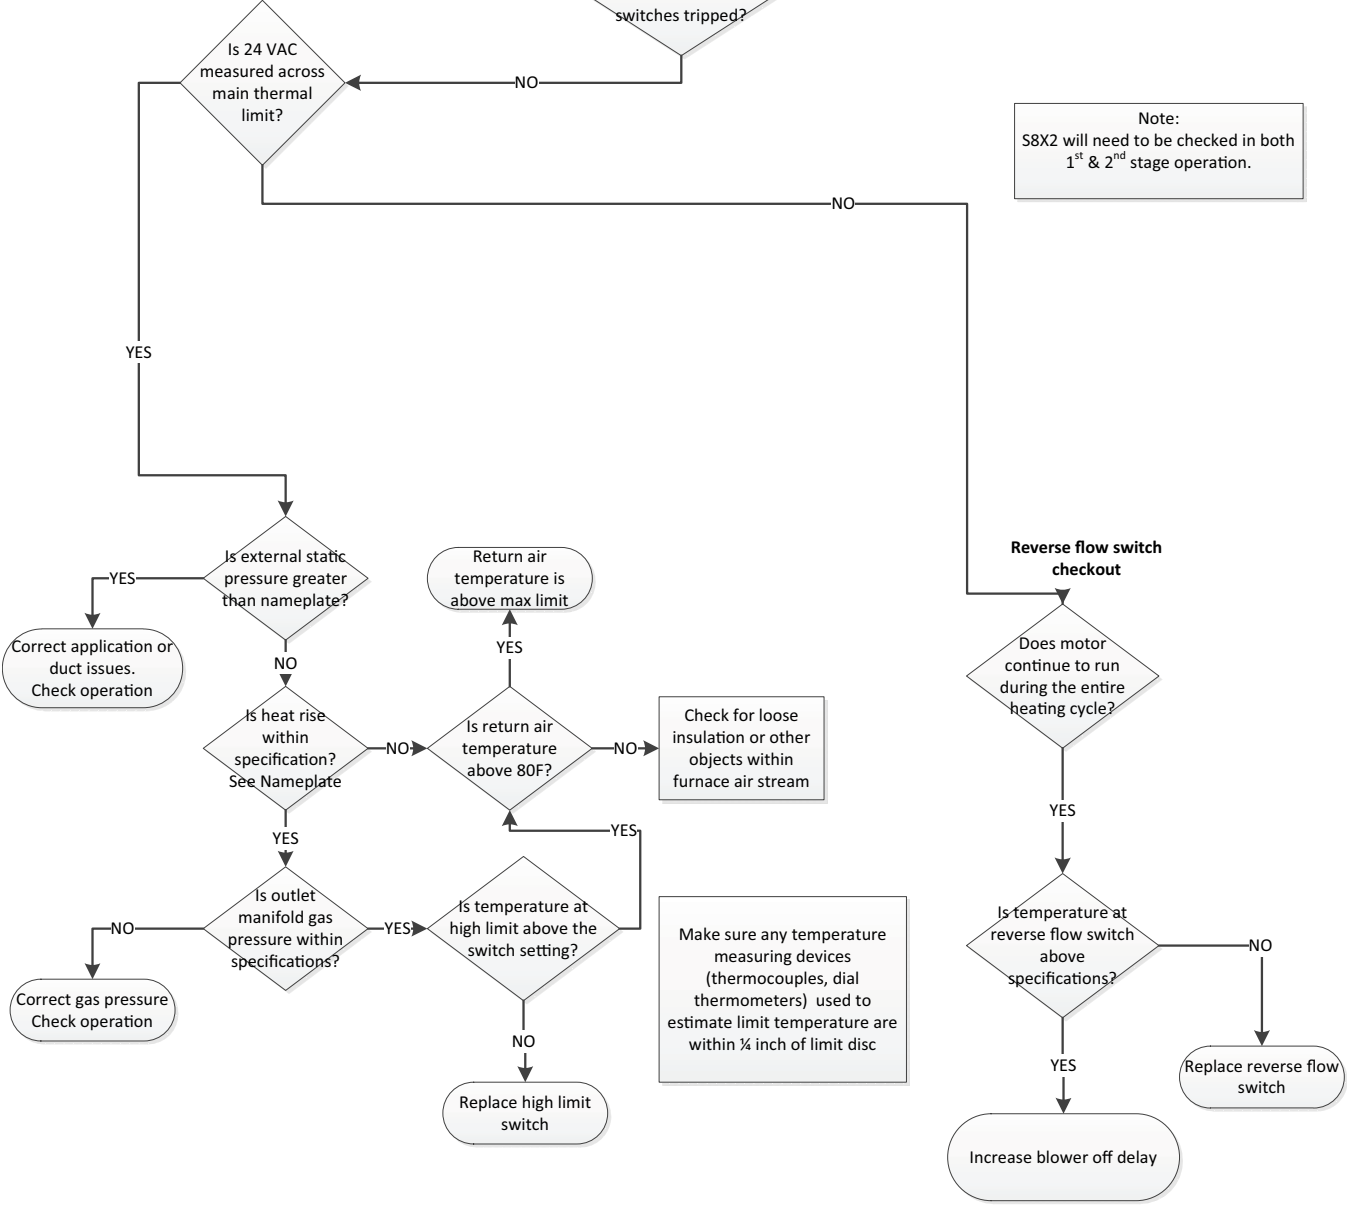 switches tripped?
Is 24 VAC
measured across
main thermal
limit?
NO
Note:
S8X2 will need to be checked in both
1st & 2nd stage operation.
NO
YES
Is external static
pressure greater
than nameplate?
YES
Correct application or
duct issues.
Check operation
NO
Return air
temperature is
above max limit
YES
Is heat rise
within
specification?
See Nameplate
NO
Is return air
temperature
above 80F?
NO
Check for loose
insulation or other
objects within
furnace air stream
YES
YES
Is outlet
manifold gas
pressure within
specifications?
NO
Correct gas pressure
Check operation
YES
Is temperature at
high limit above the
switch setting?
NO
Replace high limit
switch
Make sure any temperature
measuring devices
(thermocouples, dial
thermometers)  used to
estimate limit temperature are
within ¼ inch of limit disc
Reverse flow switch
checkout
Does motor
continue to run
during the entire
heating cycle?
YES
Is temperature at
reverse flow switch
above
specifications?
NO
Replace reverse flow
switch
YES
Increase blower off delay